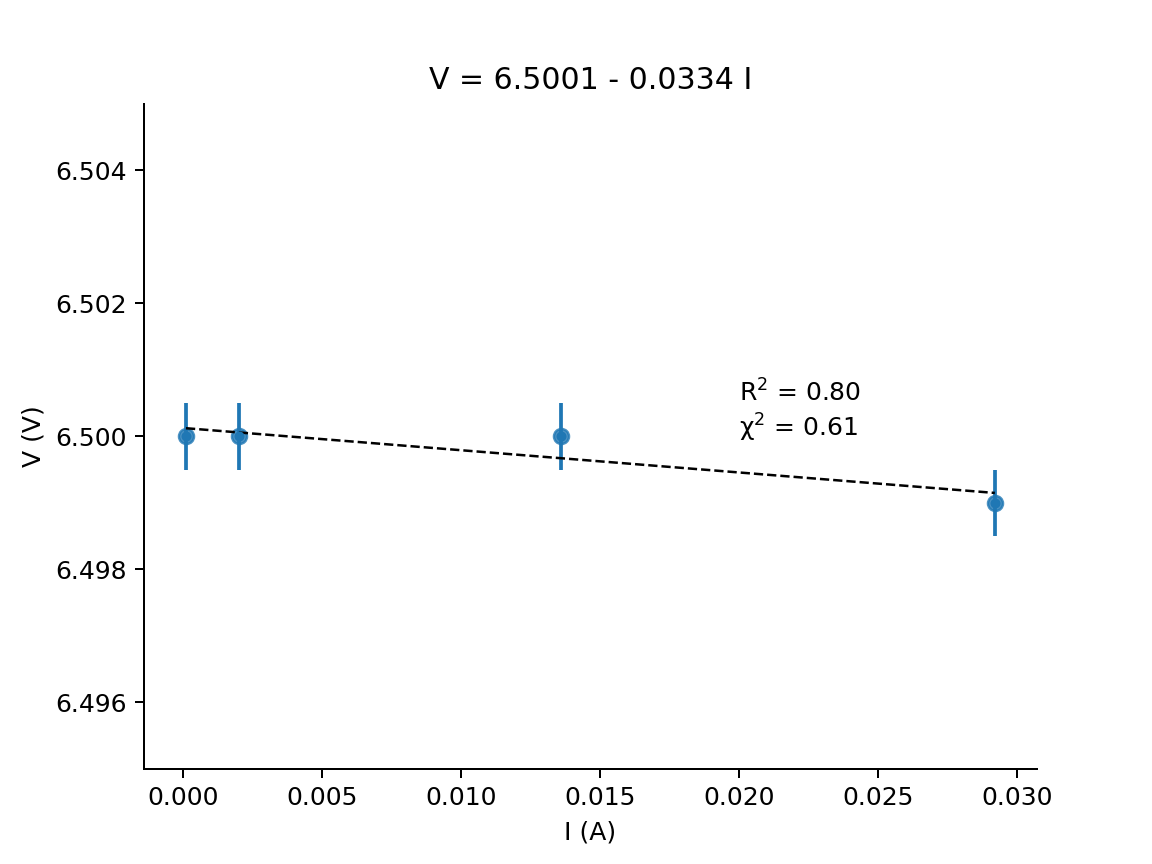 V = 6.5001 - 0.0334 I
6.504
6.502
6.500
6.498
6.496
V (V)
R² = 0.80
χ² = 0.61
0.000 0.005 0.010 0.015 0.020 0.025 0.030
I (A)